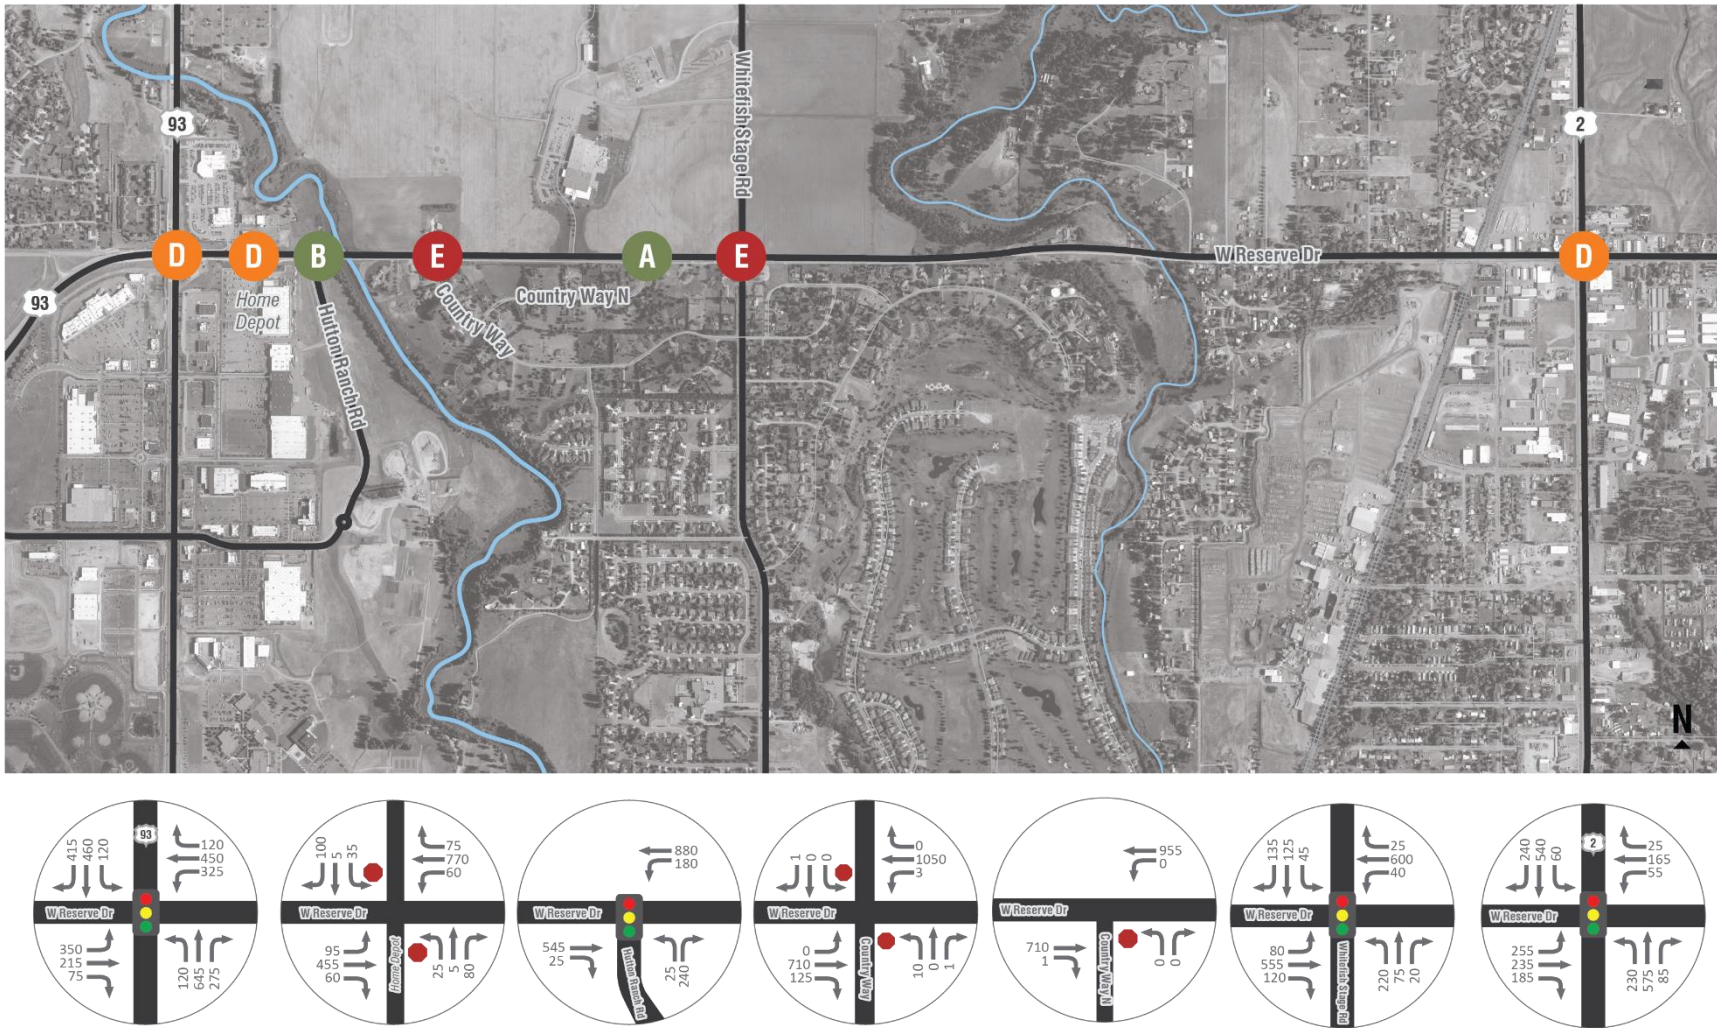 93
Whitefish Stage Rd
2
D
D
B
E
A
E
D
W Reserve Dr
93
Home
Depot
Country Way
Country Way N
Hutton Ranch Rd
N
93
415
460
120
120
450
325
W Reserve Dr
350
215
75
120
645
275
100
5
35
75
770
60
W Reserve Dr
95
455
60
Home Depot
25
5
80
880
180
W Reserve Dr
545
25
Hutton Ranch Rd
25
240
1
0
0
0
1050
3
W Reserve Dr
0
710
125
Country Way
10
0
1
955
0
W Reserve Dr
710
1
Country Way N
0
0
135
125
45
25
600
40
W Reserve Dr
80
555
120
Whitefish Stage Rd
220
75
20
2
240
540
60
25
165
55
W Reserve Dr
255
235
185
230
575
85